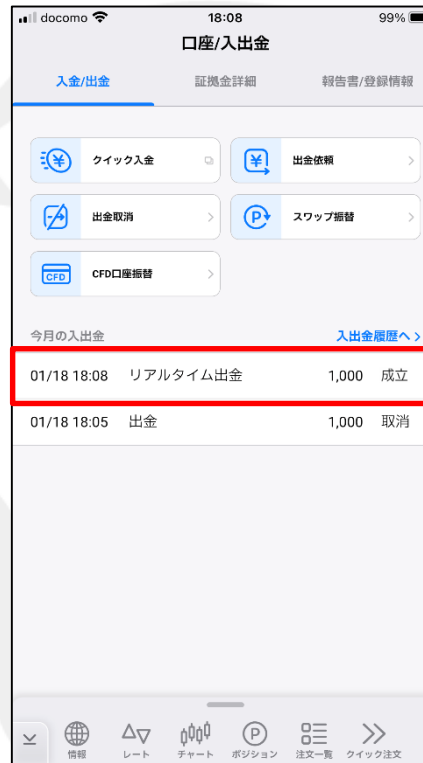 docomo 18:08 99%
口座/入出金
入金/出金 証拠金詳細 報告書/登録情報
クイック入金 出金依頼
出金取消 スワップ振替
CFD CFD口座振替
今月の入出金 入出金履歴へ
01/18 18:08 リアルタイム出金 1,000 成立
01/18 18:05 出金 1,000 取消
情報 レート チャート ポジション 注文一覧 クイック注文